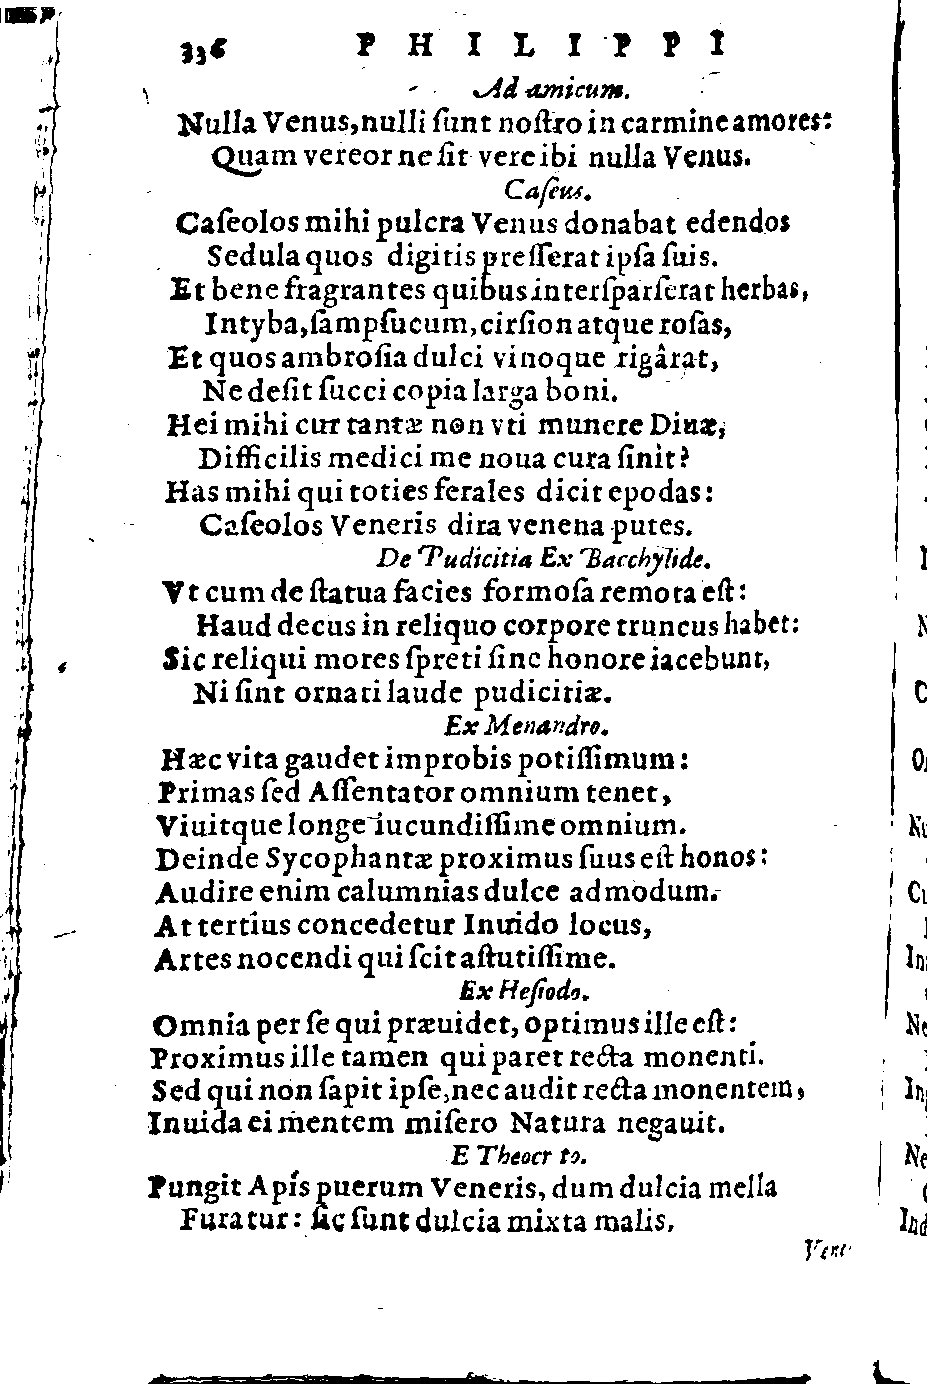 336 PHILIPPI
Ad amicum.
Nulla Venus, nulli ſunt noſtro in carmine amores:
Quam vereor ne ſit vere ibi nulla Venus.
Caſeus.
Caſeolos mihi pulcra Venus donabat edendos
Sedula quos digitis preſſerat ipſa ſuis.
Et bene fragrantes quibus interſparſerat herbas,
Intyba, ſampſucum, cirſion atque roſas,
Et quos ambroſia dulci vinoque rigârat,
Ne deſit ſucci copia larga boni.
Hei mihi cur tantæ non vti munere Diuæ,
Difficilis medici me noua cura ſinit?
Has mihi qui toties ferales dicit epodas:
Caſeolos Veneris dira venena putes.
De Pudicitia Ex Bacchylide.
Vt cum de ſtatua facies formoſa remota eſt:
Haud decus in reliquo corpore truncus habet:
Sic reliqui mores ſpreti ſine honore iacebunt,
Ni ſint ornati laude pudicitiæ.
Ex Menandro.
Hæc vita gaudet improbis potiſſimum:
Primas ſed Aſſentator omnium tenet,
Viuitque longe iucundiſſime omnium.
Deinde Sycophantæ proximus ſuus eſt honos:
Audire enim calumnias dulce admodum.
At tertius concedetur Inuido locus,
Artes nocendi qui ſcit aſtutiſſime.
Ex Heſiodo.
Omnia per ſe qui præuidet, optimus ille eſt:
Proximus ille tamen qui paret recta monenti.
Sed qui non ſapit ipſe, nec audit recta monentem,
Inuida ei mentem miſero Natura negauit.
E Theocr to.
Pungit Apis puerum Veneris, dum dulcia mella
Furatur: ſic ſunt dulcia mixta malis,